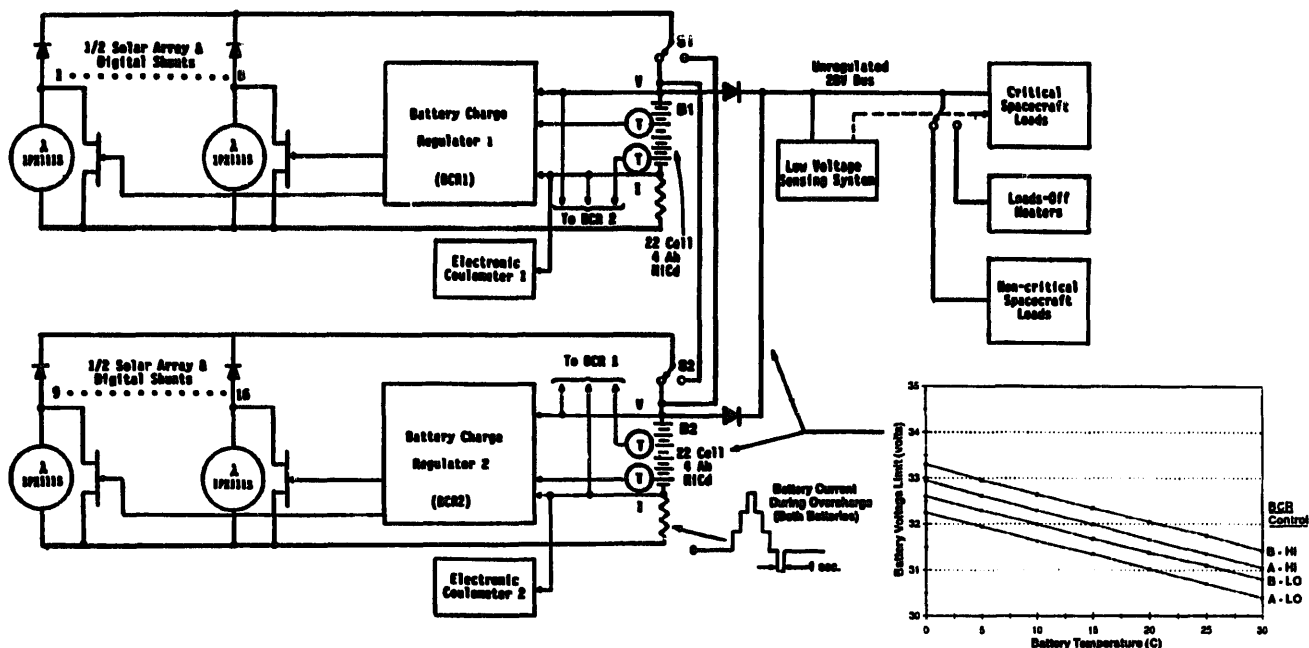 1/2 Solar Array &
Digital Shunts
1
8
λ
λ
Battery Charge
Regulator 1
(BCR1)
V
T
T
I
To BCR 2
Electronic
Coulometer 1
S1
B1
22 Cell
4 Ah
NiCd
Unregulated
28V Bus
Low Voltage
Sensing System
Critical
Spacecraft
Loads
Loads-Off
Heaters
Non-critical
Spacecraft
Loads
1/2 Solar Array &
Digital Shunts
9
16
λ
λ
Battery Charge
Regulator 2
(BCR2)
To BCR 1
V
T
T
I
Electronic
Coulometer 2
S2
B2
22 Cell
4 Ah
NiCd
Battery Current
During Overcharge
(Both Batteries)
1 sec.
Battery Voltage Limit (volts)
35
34
33
32
31
30
0
5
10
15
20
25
30
Battery Temperature (C)
BCR
Control
B - HI
A - HI
B - LO
A - LO